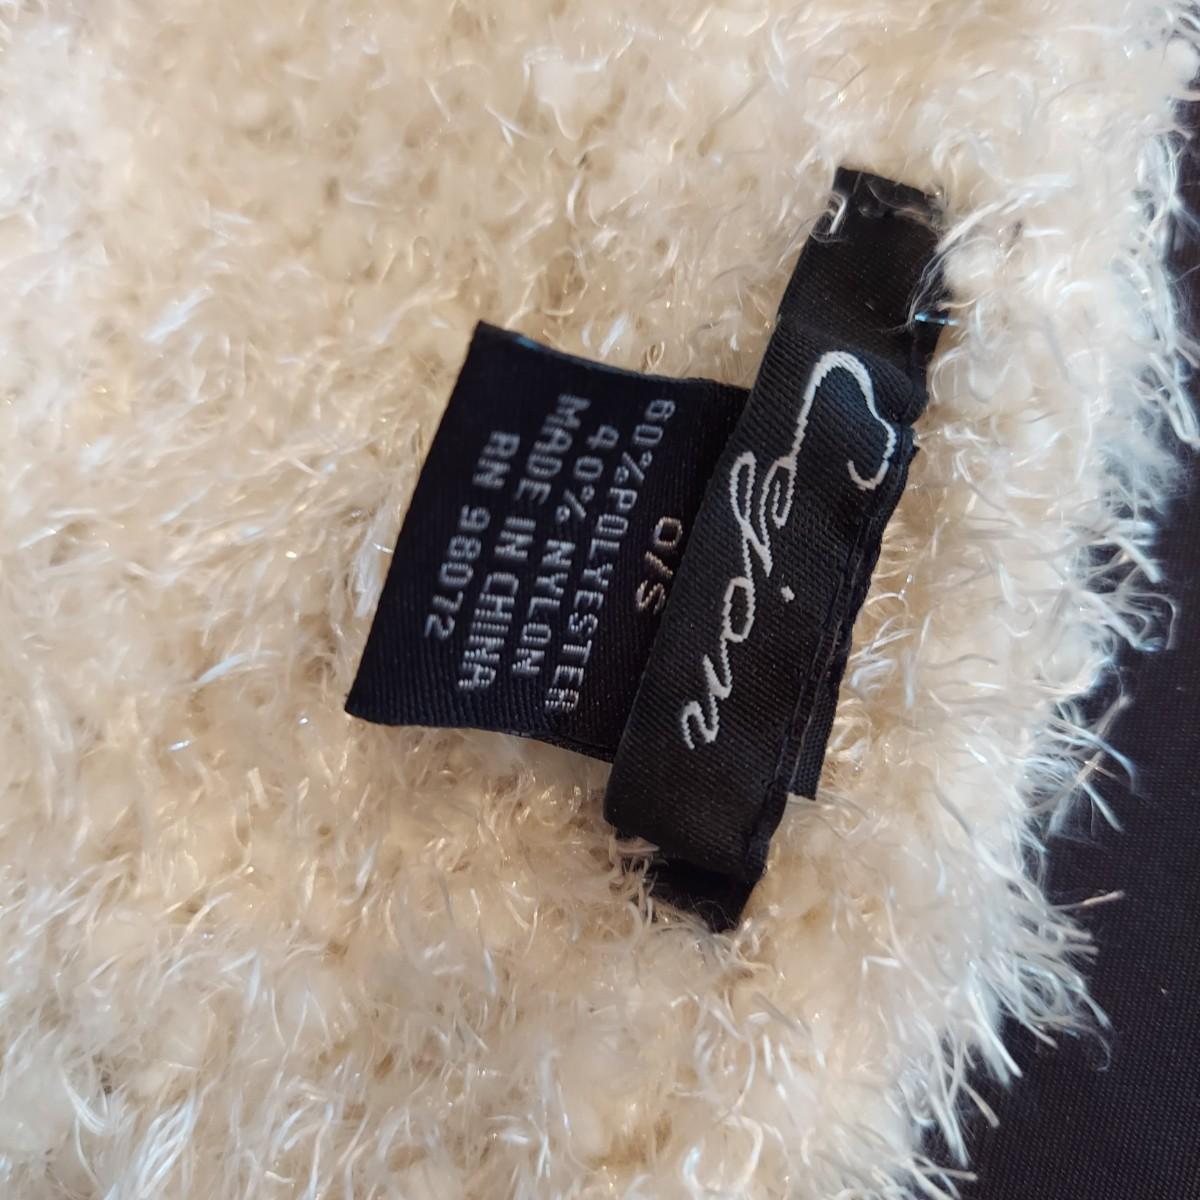 Cejon
O/S
60%POLYESTER
40%NYLON
MADE IN CHINA
RN 98072